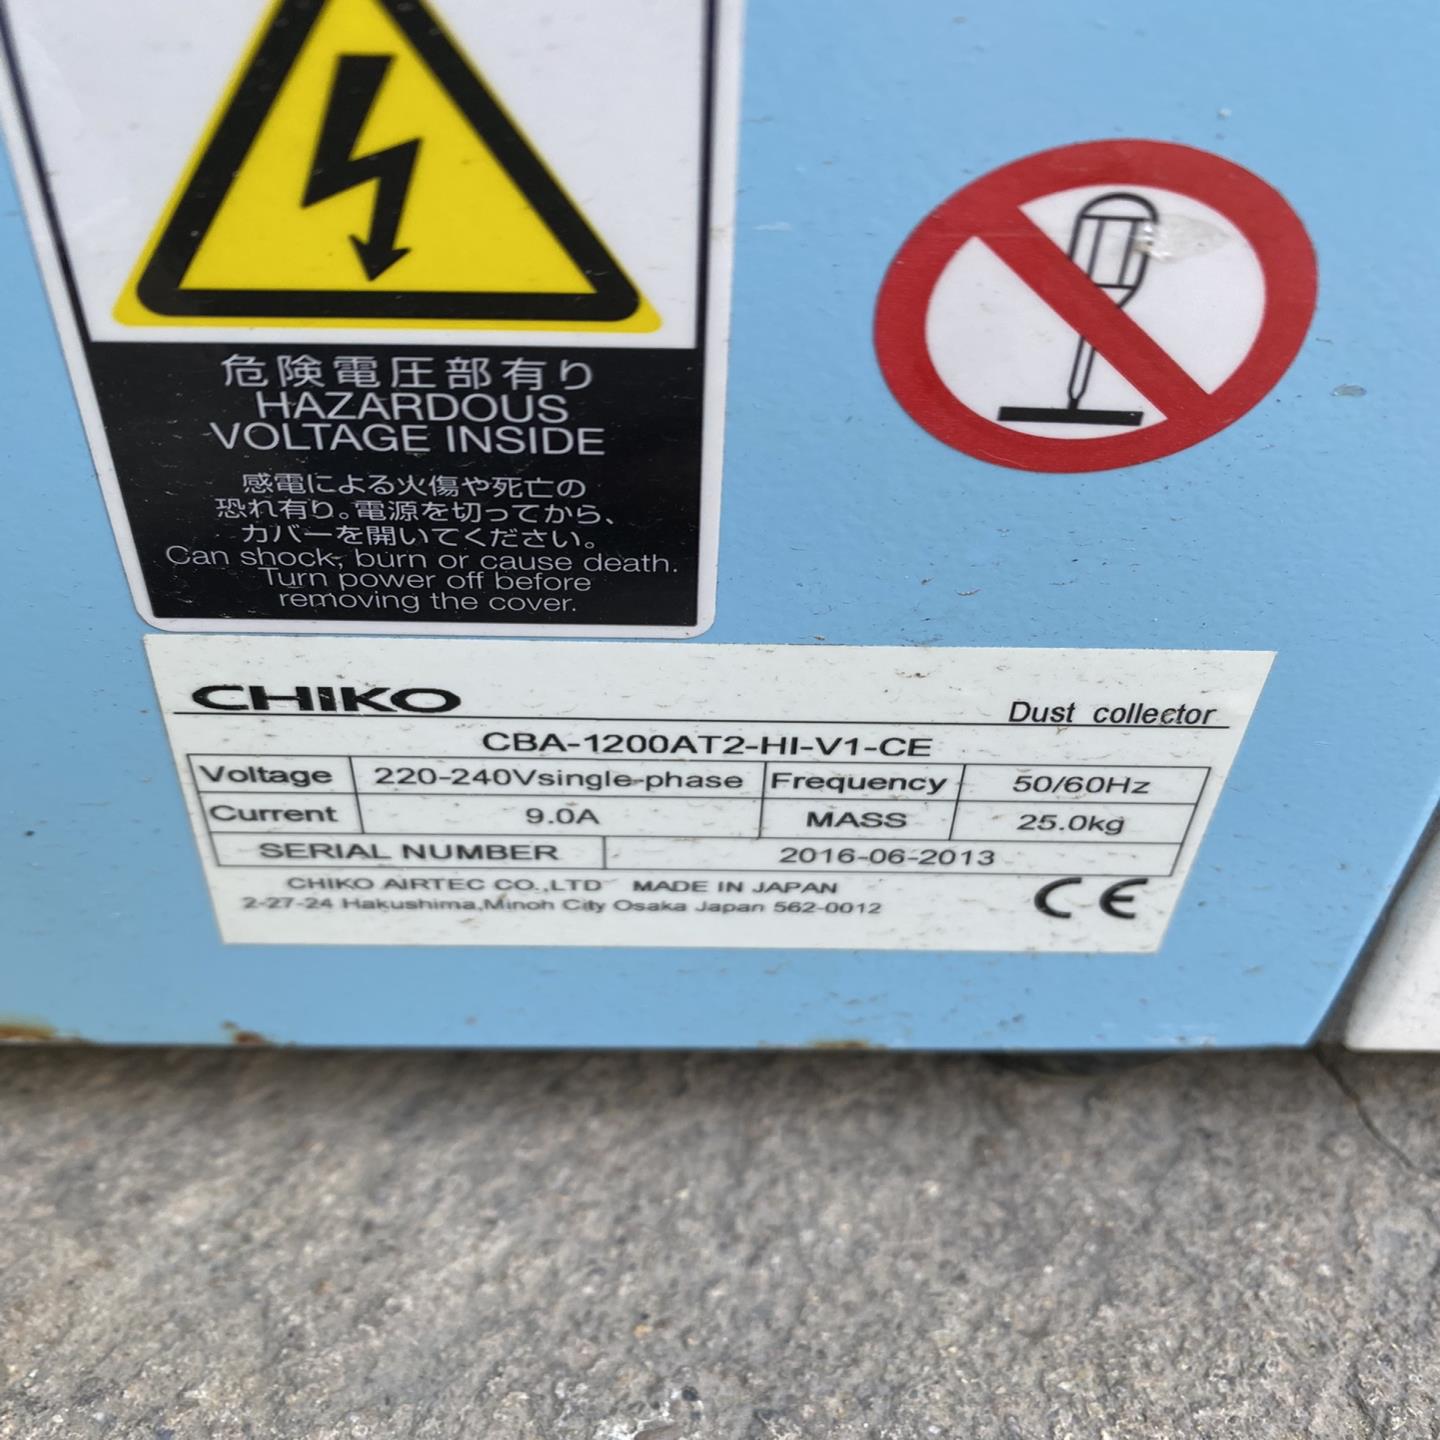 危険電圧部有り
HAZARDOUS
VOLTAGE INSIDE
感電による火傷や死亡の
恐れ有り。電源を切ってから、
カバーを開いてください。
Can shock, burn or cause death.
Turn power off before
removing the cover.
CHIKO Dust collector
CBA-1200AT2-HI-V1-CE
Voltage 220-240Vsingle-phase Frequency 50/60Hz
Current 9.0A MASS 25.0kg
SERIAL NUMBER 2016-06-2013
CHIKO AIRTEC CO.,LTD MADE IN JAPAN
2-27-24 Hakushima,Minoh City Osaka Japan 562-0012
CE